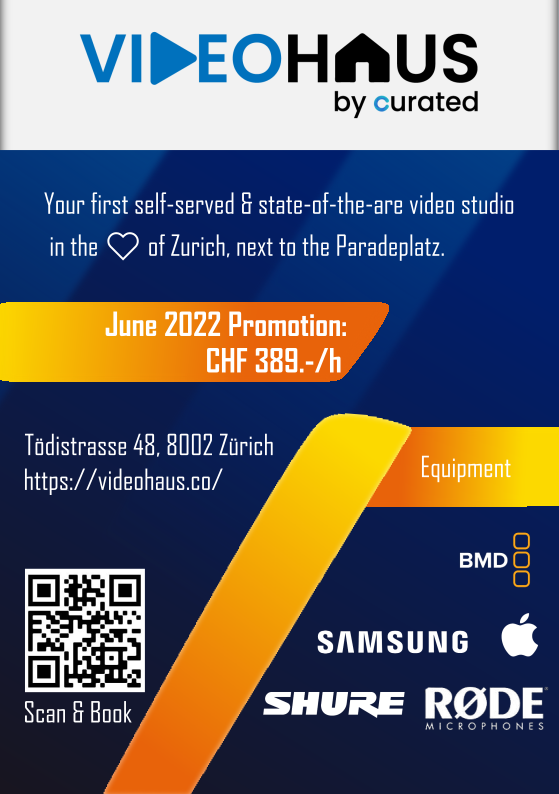 VIDEOHAUS
by curated
Your first self-served & state-of-the-are video studio
in the ♡ of Zurich, next to the Paradeplatz.
June 2022 Promotion:
CHF 389.-/h
Tödistrasse 48, 8002 Zürich
https://videohaus.co/
Equipment
BMD
SAMSUNG
SHURE
RØDE
MICROPHONES
Scan & Book